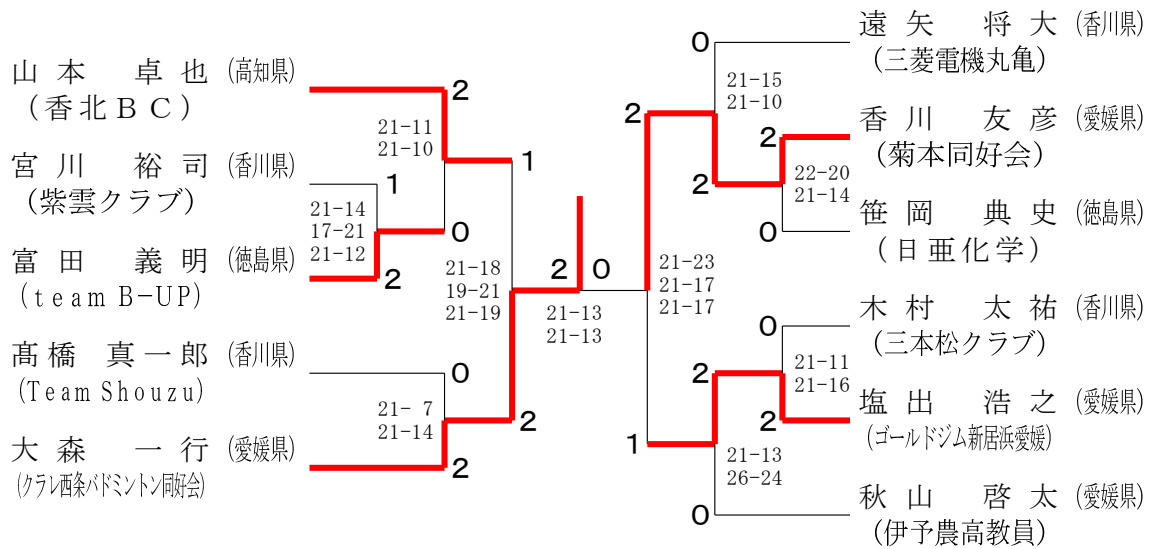 山本 卓也 (高知県)
(香北ＢＣ)
宮川 裕司 (香川県)
(紫雲クラブ)
富田 義明 (徳島県)
(team B-UP)
髙橋 真一郎 (香川県)
(Team Shouzu)
大森 一行 (愛媛県)
(クラレ西条バドミントン同好会)
2
21-11
21-10
1
21-14
17-21
21-12
0
2
1
21-18
19-21
21-19
0
21- 7
21-14
2
2
2 0
21-13
21-13
0
21-15
21-10
2
2
22-20
21-14
2
0
21-23
21-17
21-17
0
21-11
21-16
2
2
1
21-13
26-24
0
遠矢 将大 (香川県)
(三菱電機丸亀)
香川 友彦 (愛媛県)
(菊本同好会)
笹岡 典史 (徳島県)
(日亜化学)
木村 太祐 (香川県)
(三本松クラブ)
塩出 浩之 (愛媛県)
(ゴールドジム新居浜愛媛)
秋山 啓太 (愛媛県)
(伊予農高教員)